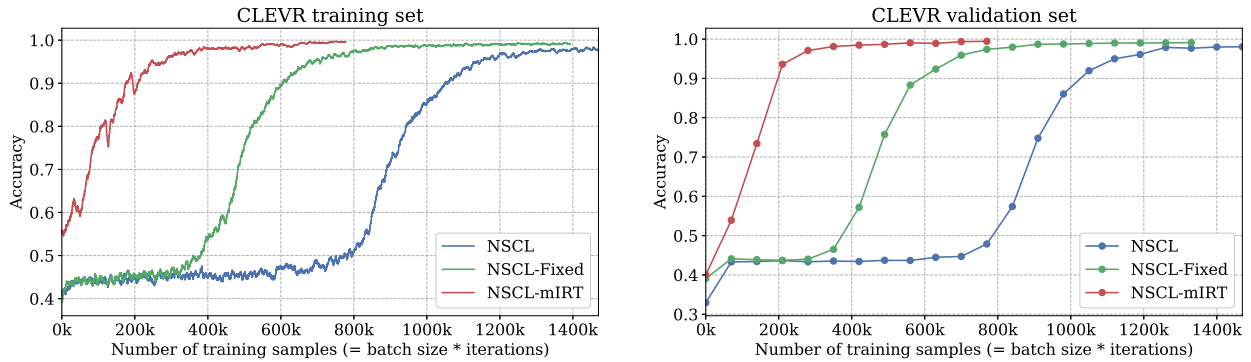 CLEVR training set
1.0
0.9
0.8
0.7
0.6
0.5
0.4
Accuracy
0k 200k 400k 600k 800k 1000k 1200k 1400k
Number of training samples (= batch size * iterations)
NSCL
NSCL-Fixed
NSCL-mIRT
CLEVR validation set
1.0
0.9
0.8
0.7
0.6
0.5
0.4
0.3
Accuracy
0k 200k 400k 600k 800k 1000k 1200k 1400k
Number of training samples (= batch size * iterations)
NSCL
NSCL-Fixed
NSCL-mIRT